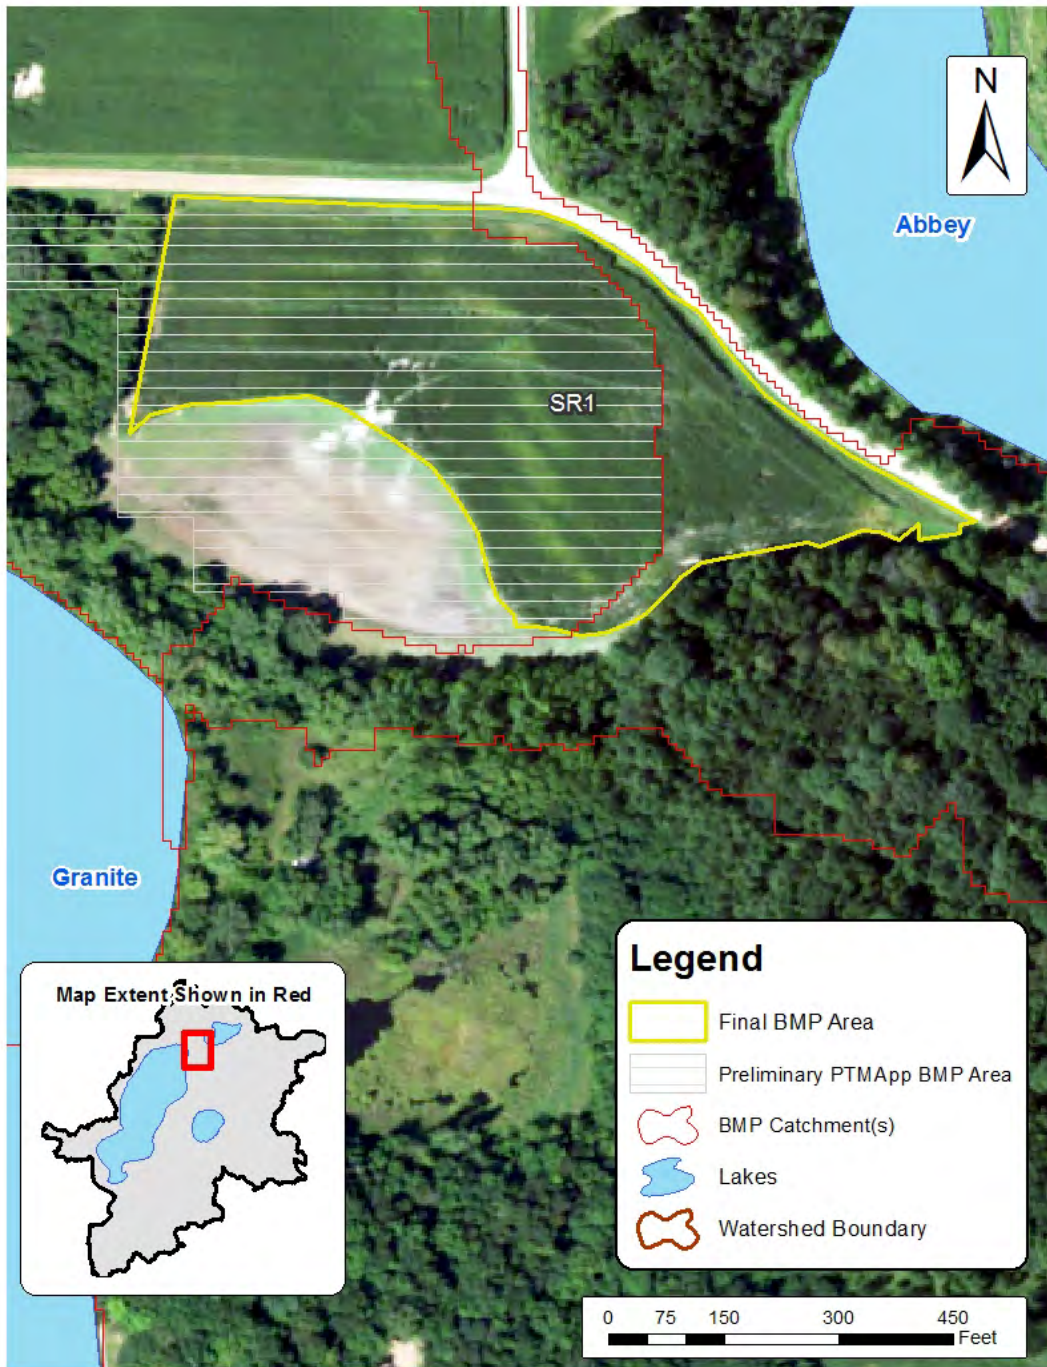 N
Abbey
SR1
Granite
Map Extent Shown in Red
Legend
Final BMP Area
Preliminary PTMApp BMP Area
BMP Catchment(s)
Lakes
Watershed Boundary
0 75 150 300 450
Feet